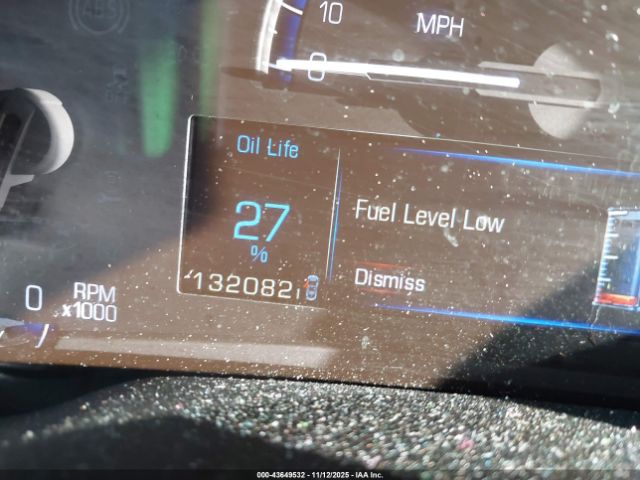 ABS
10
MPH
0
Oil Life
27
%
132082
Fuel Level Low
Dismiss
0
RPM
x1000
000-43649532 - 11/12/2025 - IAA Inc.